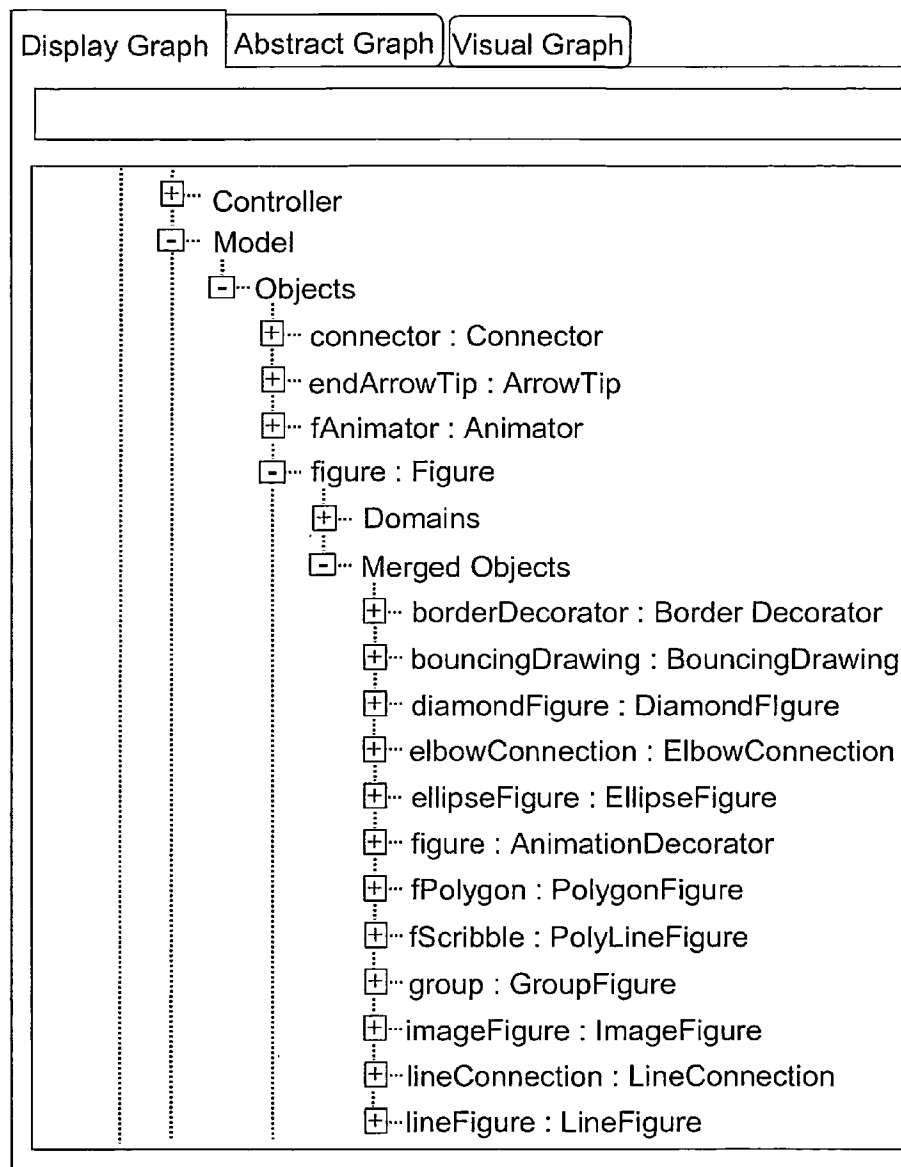 Display Graph Abstract Graph Visual Graph
Controller
Model
Objects
connector : Connector
endArrowTip : ArrowTip
fAnimator : Animator
figure : Figure
Domains
Merged Objects
borderDecorator : Border Decorator
bouncingDrawing : BouncingDrawing
diamondFigure : DiamondFIgure
elbowConnection : ElbowConnection
ellipseFigure : EllipseFigure
figure : AnimationDecorator
fPolygon : PolygonFigure
fScribble : PolyLineFigure
group : GroupFigure
imageFigure : ImageFigure
lineConnection : LineConnection
lineFigure : LineFigure